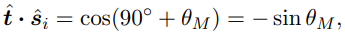 t̂ · ŝᵢ = cos(90° + θ_M) = − sin θ_M,